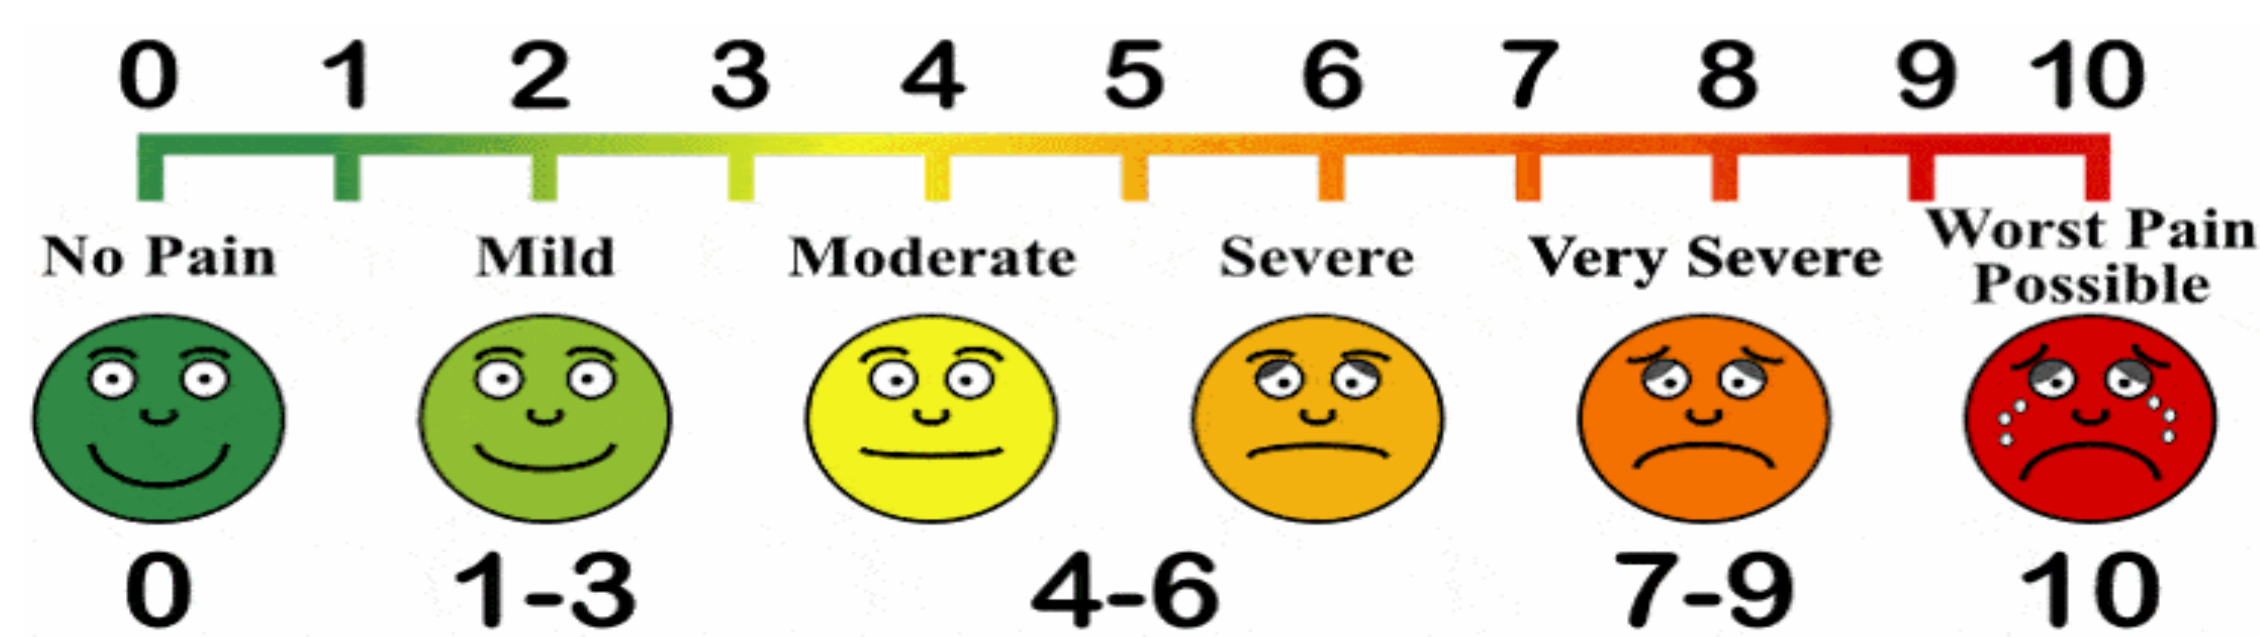 0 1 2 3 4 5 6 7 8 9 10
No Pain Mild Moderate Severe Very Severe Worst Pain
Possible
0 1-3 4-6 7-9 10